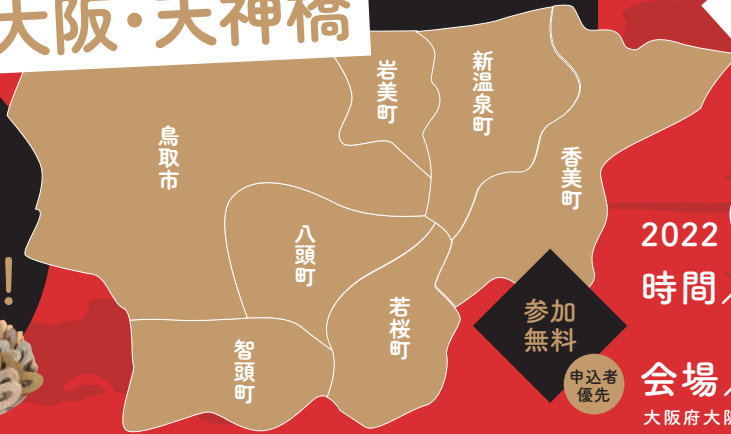 大阪・天神橋
岩美町
新温泉町
鳥取市
香美町
八頭町
若桜町
智頭町
!
参加
無料
申込者
優先
2022
時間/
会場/
大阪府大阪